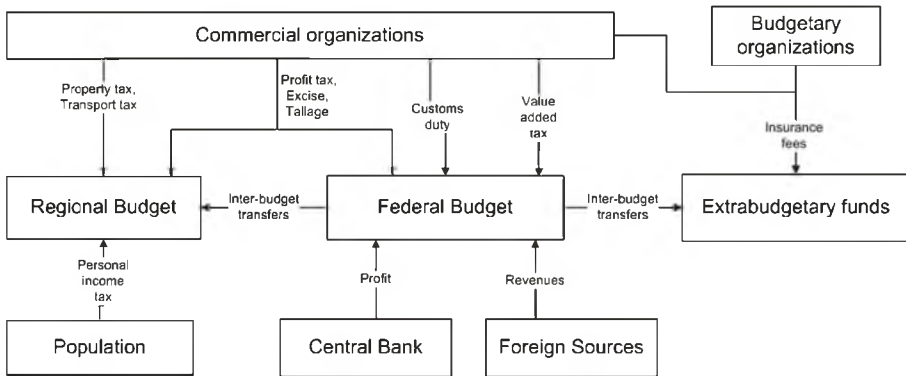 Commercial organizations
Budgetary
organizations
Property tax,
Transport tax
Profit tax,
Excise,
Tallage
Customs
duty
Value
added
tax
Insurance
fees
Regional Budget
Inter-budget
transfers
Federal Budget
Inter-budget
transfers
Extrabudgetary funds
Personal
income
tax
Profit
Revenues
Population
Central Bank
Foreign Sources